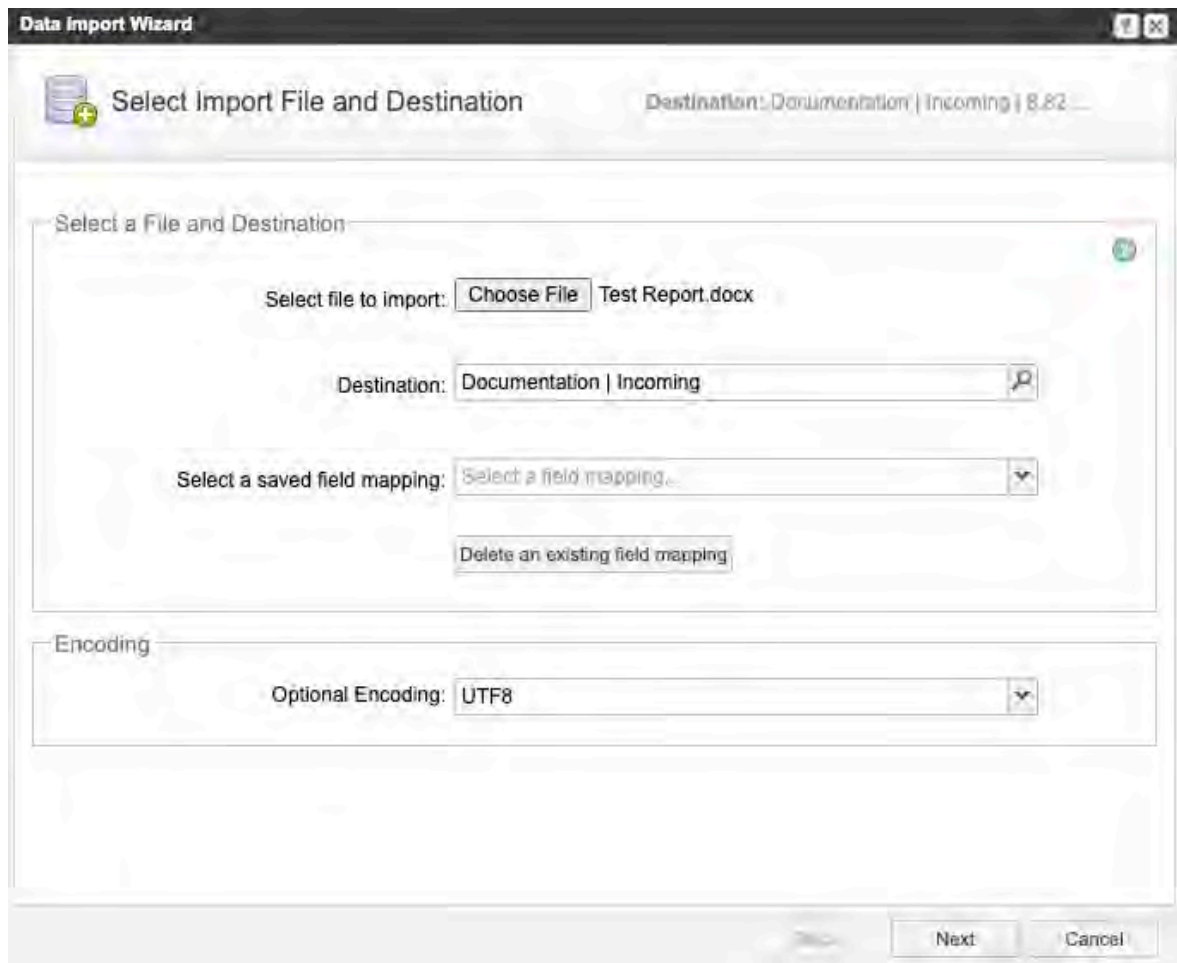 Data Import Wizard
Select Import File and Destination
Destination: Documentation | Incoming | 8.82 ...
Select a File and Destination
Select file to import: Choose File Test Report.docx
Destination: Documentation | Incoming
Select a saved field mapping: Select a field mapping...
Delete an existing field mapping
Encoding
Optional Encoding: UTF8
Next Cancel